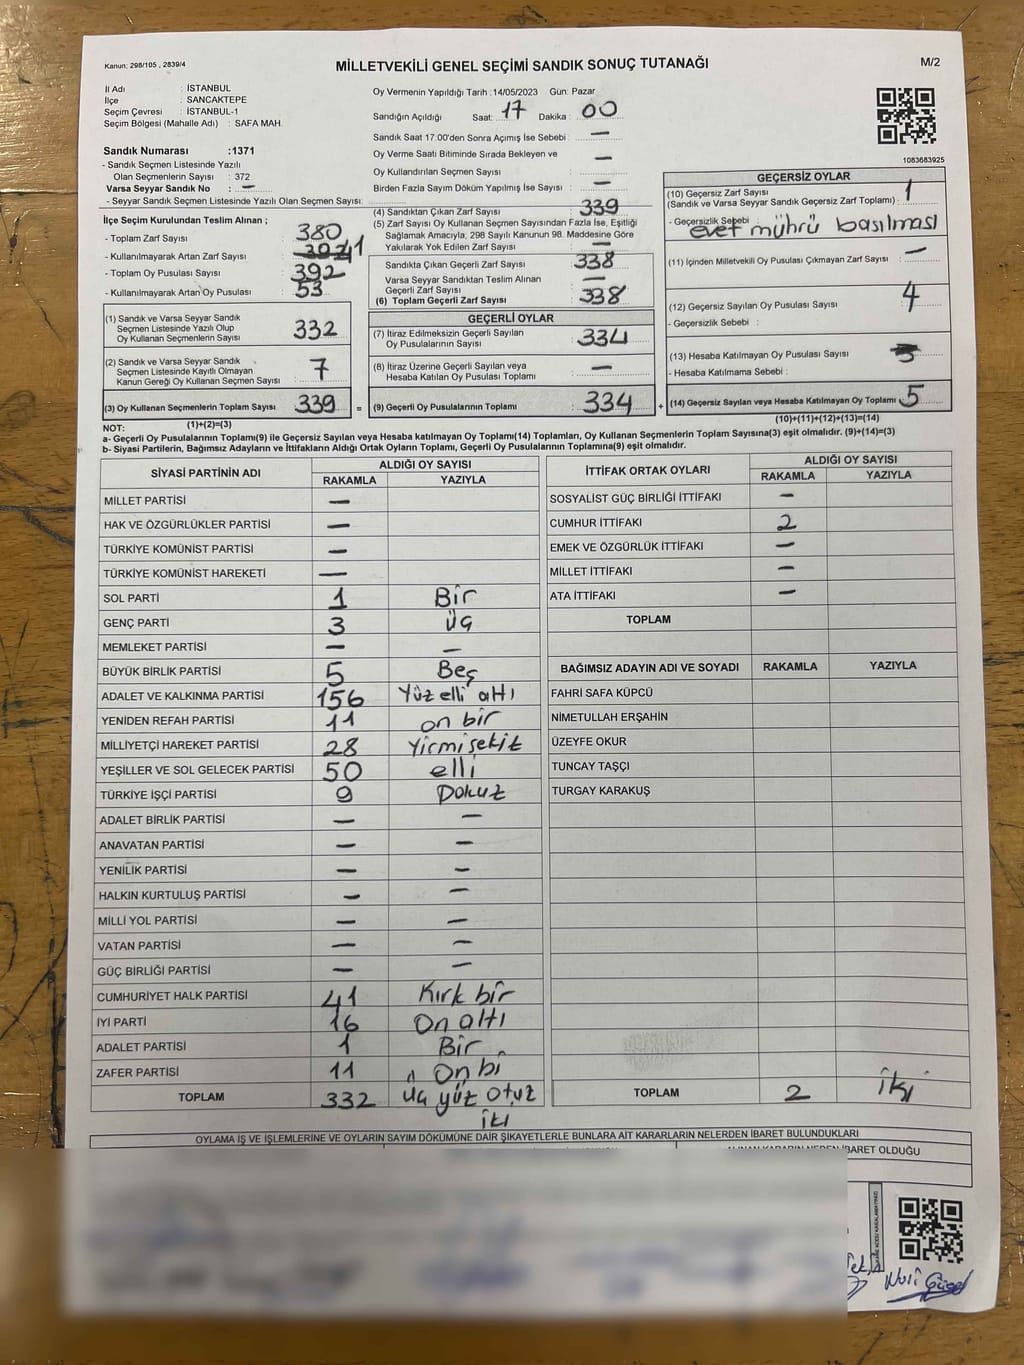 Kanun: 298/105 , 2839/4
MİLLETVEKİLİ GENEL SEÇİMİ SANDIK SONUÇ TUTANAĞI
M/2
İl Adı : İSTANBUL
İlçe : SANCAKTEPE
Seçim Çevresi : İSTANBUL-1
Seçim Bölgesi (Mahalle Adı) : SAFA MAH.
Sandık Numarası :1371
- Sandık Seçmen Listesinde Yazılı
Olan Seçmenlerin Sayısı : 372
Varsa Seyyar Sandık No : —
- Seyyar Sandık Seçmen Listesinde Yazılı Olan Seçmen Sayısı:
İlçe Seçim Kurulundan Teslim Alınan ;
- Toplam Zarf Sayısı : 380
- Kullanılmayarak Artan Zarf Sayısı : 41
- Toplam Oy Pusulası Sayısı : 392
- Kullanılmayarak Artan Oy Pusulası : 53
(1) Sandık ve Varsa Seyyar Sandık
Seçmen Listesinde Yazılı Olup
Oy Kullanan Seçmenlerin Sayısı : 332
(2) Sandık ve Varsa Seyyar Sandık
Seçmen Listesinde Kayıtlı Olmayan
Kanun Gereği Oy Kullanan Seçmen Sayısı : 7
(3) Oy Kullanan Seçmenlerin Toplam Sayısı : 339
(1)+(2)=(3)
Oy Vermenin Yapıldığı Tarih :14/05/2023 Gün: Pazar
Sandığın Açıldığı Saat: 17 Dakika : 00
Sandık Saat 17:00'den Sonra Açımış İse Sebebi : —
Oy Verme Saati Bitiminde Sırada Bekleyen ve
Oy Kullandırılan Seçmen Sayısı : —
Birden Fazla Sayım Döküm Yapılmış İse Sayısı : —
(4) Sandıktan Çıkan Zarf Sayısı : 339
(5) Zarf Sayısı Oy Kullanan Seçmen Sayısından Fazla İse, Eşitliği
Sağlamak Amacıyla; 298 Sayılı Kanunun 98. Maddesine Göre
Yakılarak Yok Edilen Zarf Sayısı : —
Sandıkta Çıkan Geçerli Zarf Sayısı : 338
Varsa Seyyar Sandıktan Teslim Alınan
Geçerli Zarf Sayısı : —
(6) Toplam Geçerli Zarf Sayısı : 338
GEÇERLİ OYLAR
(7) İtiraz Edilmeksizin Geçerli Sayılan
Oy Pusulalarının Sayısı : 334
(8) İtiraz Üzerine Geçerli Sayılan veya
Hesaba Katılan Oy Pusulası Toplamı : —
= (9) Geçerli Oy Pusulalarının Toplamı : 334
1083683925
GEÇERSİZ OYLAR
(10) Geçersiz Zarf Sayısı
(Sandık ve Varsa Seyyar Sandık Geçersiz Zarf Toplamı) : 1
- Geçersizlik Sebebi : evet mührü basılması
(11) İçinden Milletvekili Oy Pusulası Çıkmayan Zarf Sayısı : —
(12) Geçersiz Sayılan Oy Pusulası Sayısı : 4
- Geçersizlik Sebebi :
(13) Hesaba Katılmayan Oy Pusulası Sayısı :
- Hesaba Katılmama Sebebi :
+ (14) Geçersiz Sayılan veya Hesaba Katılmayan Oy Toplamı : 5
(10)+(11)+(12)+(13)=(14)
NOT:
a- Geçerli Oy Pusulalarının Toplamı(9) ile Geçersiz Sayılan veya Hesaba Katılmayan Oy Toplamı(14) Toplamları, Oy Kullanan Seçmenlerin Toplam Sayısına(3) eşit olmalıdır. (9)+(14)=(3)
b- Siyasi Partilerin, Bağımsız Adayların ve İttifakların Aldığı Ortak Oyların Toplamı, Geçerli Oy Pusulalarının Toplamına(9) eşit olmalıdır.
SİYASİ PARTİNİN ADI ALDIĞI OY SAYISI
RAKAMLA YAZIYLA
MİLLET PARTİSİ —
HAK VE ÖZGÜRLÜKLER PARTİSİ —
TÜRKİYE KOMÜNİST PARTİSİ —
TÜRKİYE KOMÜNİST HAREKETİ —
SOL PARTİ 1 Bir
GENÇ PARTİ 3 üç
MEMLEKET PARTİSİ — —
BÜYÜK BİRLİK PARTİSİ 5 Beş
ADALET VE KALKINMA PARTİSİ 156 Yüz elli altı
YENİDEN REFAH PARTİSİ 11 on bir
MİLLİYETÇİ HAREKET PARTİSİ 28 Yirmi sekiz
YEŞİLLER VE SOL GELECEK PARTİSİ 50 elli
TÜRKİYE İŞÇİ PARTİSİ 9 Dokuz
ADALET BİRLİK PARTİSİ — —
ANAVATAN PARTİSİ — —
YENİLİK PARTİSİ — —
HALKIN KURTULUŞ PARTİSİ — —
MİLLİ YOL PARTİSİ — —
VATAN PARTİSİ — —
GÜÇ BİRLİĞİ PARTİSİ — —
CUMHURİYET HALK PARTİSİ 41 Kırk bir
İYİ PARTİ 16 On altı
ADALET PARTİSİ 1 Bir
ZAFER PARTİSİ 11 On bi
TOPLAM 332 üç yüz otuz
iki
İTTİFAK ORTAK OYLARI ALDIĞI OY SAYISI
RAKAMLA YAZIYLA
SOSYALİST GÜÇ BİRLİĞİ İTTİFAKI —
CUMHUR İTTİFAKI 2
EMEK VE ÖZGÜRLÜK İTTİFAKI —
MİLLET İTTİFAKI —
ATA İTTİFAKI —
TOPLAM
BAĞIMSIZ ADAYIN ADI VE SOYADI RAKAMLA YAZIYLA
FAHRİ SAFA KÜPCÜ
NİMETULLAH ERŞAHİN
ÜZEYFE OKUR
TUNCAY TAŞÇI
TURGAY KARAKUŞ
TOPLAM 2 iki
OYLAMA İŞ VE İŞLEMLERİNE VE OYLARIN SAYIM DÖKÜMÜNE DAİR ŞİKAYETLERLE BUNLARA AİT KARARLARIN NELERDEN İBARET BULUNDUKLARI
ALINAN KARARIN NEDEN İBARET OLDUĞU
Nuri Güzel